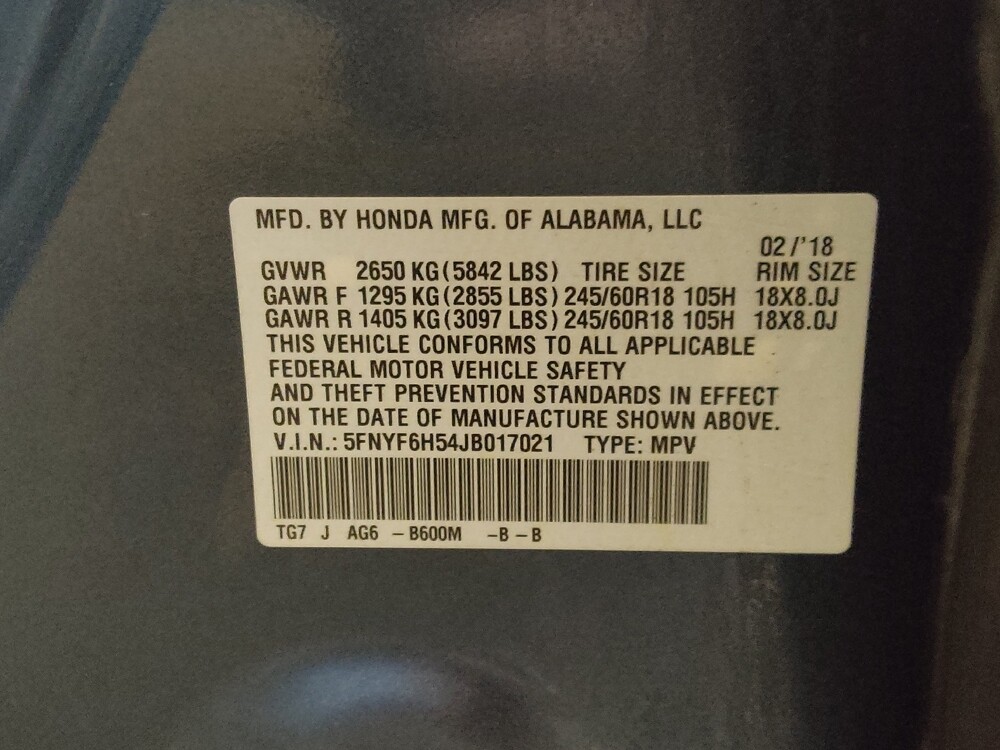 MFD. BY HONDA MFG. OF ALABAMA, LLC
02/'18
GVWR 2650 KG (5842 LBS) TIRE SIZE RIM SIZE
GAWR F 1295 KG (2855 LBS) 245/60R18 105H 18X8.0J
GAWR R 1405 KG (3097 LBS) 245/60R18 105H 18X8.0J
THIS VEHICLE CONFORMS TO ALL APPLICABLE
FEDERAL MOTOR VEHICLE SAFETY
AND THEFT PREVENTION STANDARDS IN EFFECT
ON THE DATE OF MANUFACTURE SHOWN ABOVE.
V.I.N.: 5FNYF6H54JB017021 TYPE: MPV
TG7 J AG6 - B600M - B - B